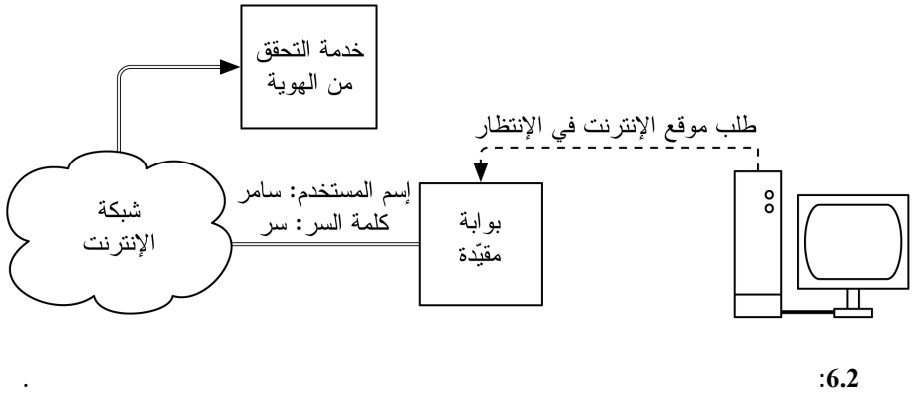 خدمة التحقق
من الهوية
طلب موقع الإنترنت في الإنتظار
إسم المستخدم: سامر
كلمة السر: سر
شبكة
الإنترنت
بوابة
مقيّدة
6.2:
.